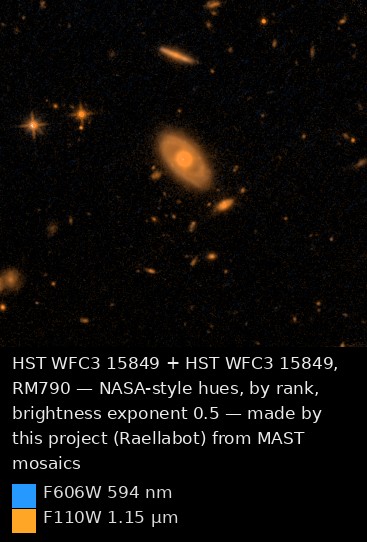 HST WFC3 15849 + HST WFC3 15849,
RM790 — NASA-style hues, by rank,
brightness exponent 0.5 — made by
this project (Raellabot) from MAST
mosaics
F606W 594 nm
F110W 1.15 µm